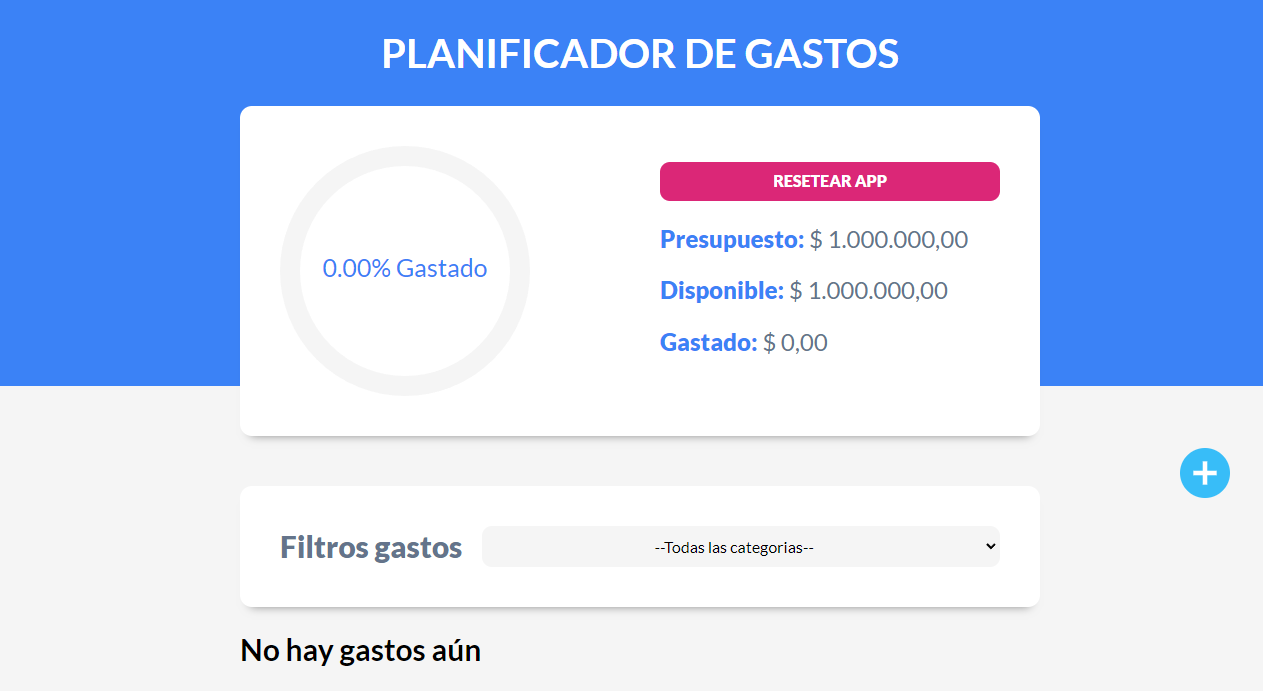 PLANIFICADOR DE GASTOS
0.00% Gastado
RESETEAR APP
Presupuesto: $ 1.000.000,00
Disponible: $ 1.000.000,00
Gastado: $ 0,00
Filtros gastos
--Todas las categorias--
No hay gastos aún